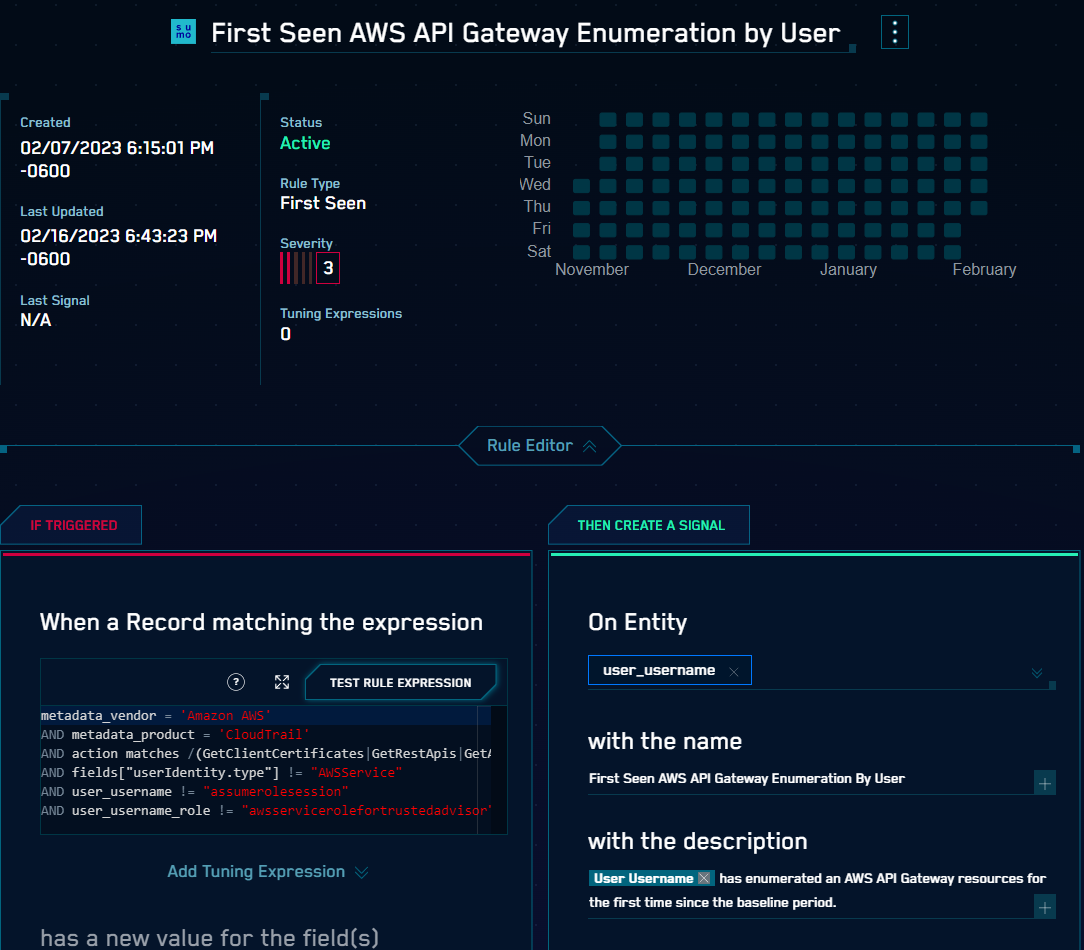 su
mo
First Seen AWS API Gateway Enumeration by User
Created
02/07/2023 6:15:01 PM
-0600
Last Updated
02/16/2023 6:43:23 PM
-0600
Last Signal
N/A
Status
Active
Rule Type
First Seen
Severity
3
Tuning Expressions
0
Sun
Mon
Tue
Wed
Thu
Fri
Sat
November December January February
Rule Editor
IF TRIGGERED
When a Record matching the expression
?
TEST RULE EXPRESSION
metadata_vendor = 'Amazon AWS'
AND metadata_product = 'CloudTrail'
AND action matches /(GetClientCertificates|GetRestApis|GetA
AND fields["userIdentity.type"] != "AWSService"
AND user_username != "assumerolesession"
AND user_username_role != "awsservicerolefortrustedadvisor"
Add Tuning Expression
has a new value for the field(s)
THEN CREATE A SIGNAL
On Entity
user_username
with the name
First Seen AWS API Gateway Enumeration By User
with the description
User Username has enumerated an AWS API Gateway resources for
the first time since the baseline period.